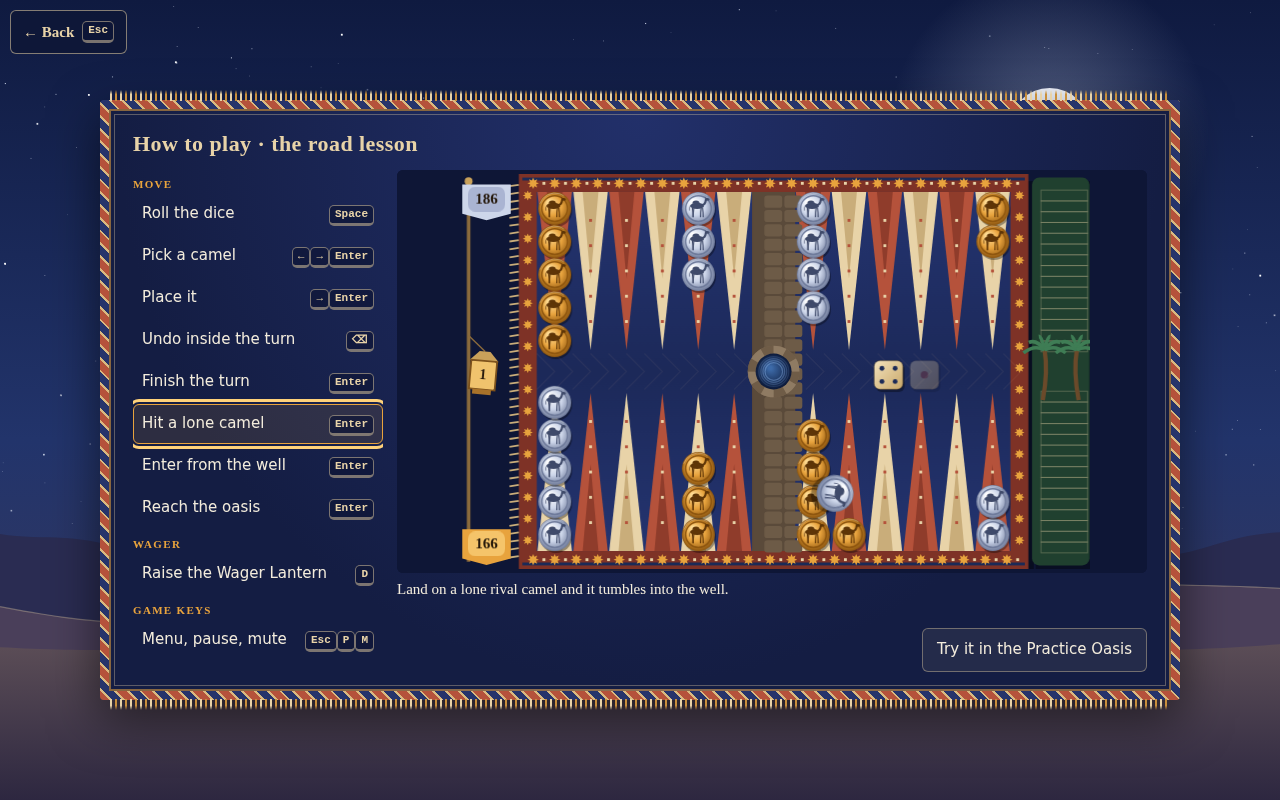 ← Back Esc
How to play · the road lesson
MOVE
Roll the dice Space
Pick a camel ← → Enter
Place it → Enter
Undo inside the turn ⌫
Finish the turn Enter
Hit a lone camel Enter
Enter from the well Enter
Reach the oasis Enter
WAGER
Raise the Wager Lantern D
GAME KEYS
Menu, pause, mute Esc P M
186
1
166
Land on a lone rival camel and it tumbles into the well.
Try it in the Practice Oasis